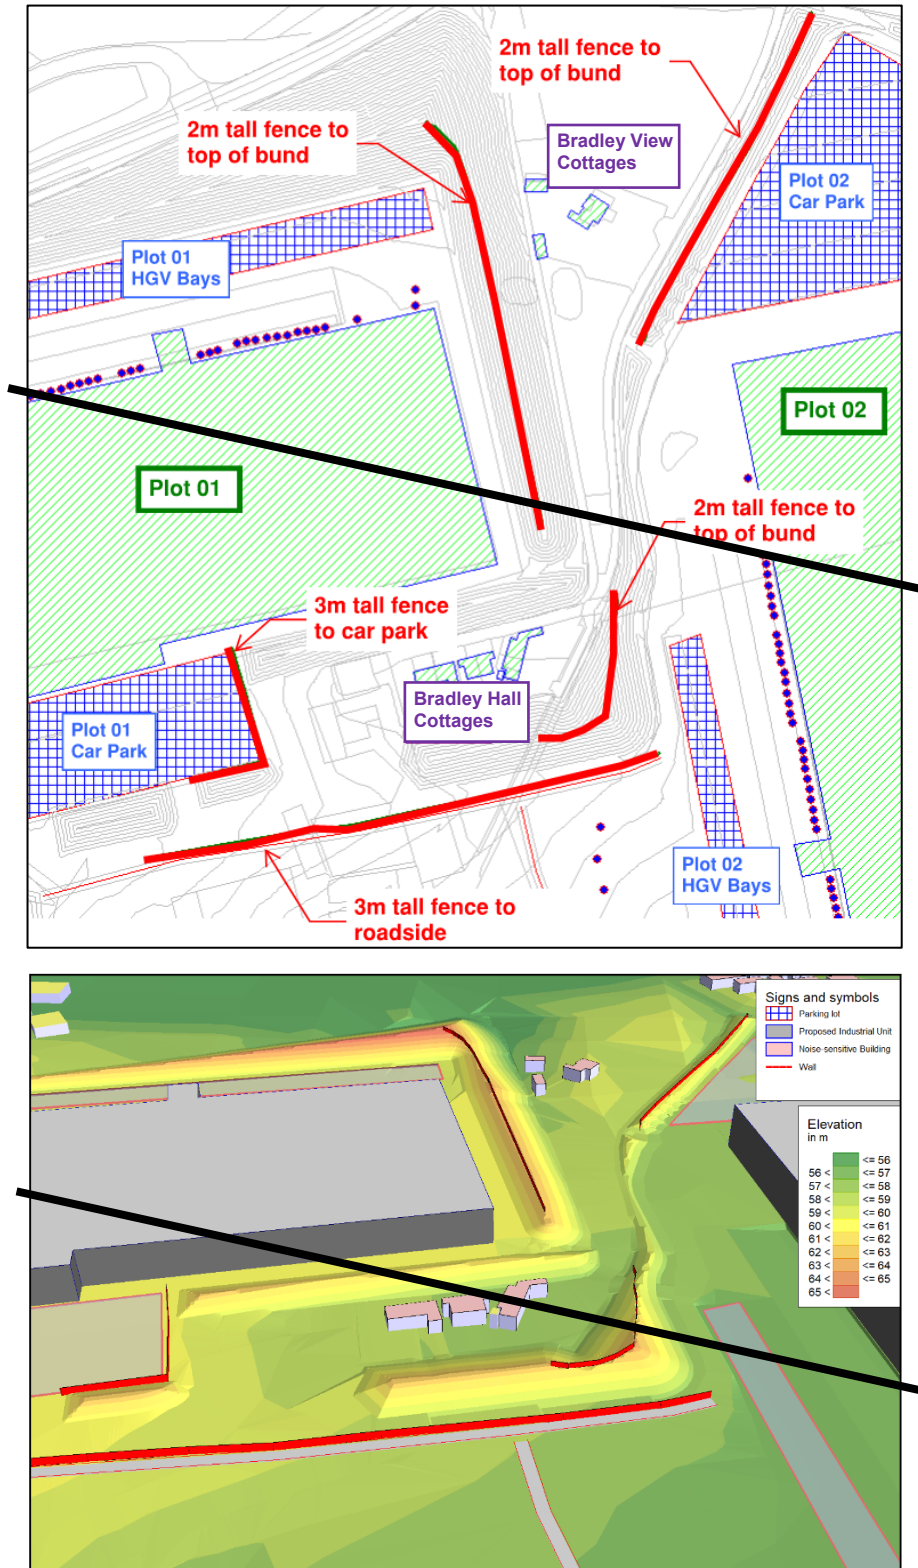 2m tall fence to
top of bund
2m tall fence to
top of bund
Bradley View
Cottages
Plot 02
Car Park
Plot 01
HGV Bays
Plot 02
Plot 01
2m tall fence to
top of bund
3m tall fence
to car park
Bradley Hall
Cottages
Plot 01
Car Park
Plot 02
HGV Bays
3m tall fence to
roadside
Signs and symbols
Parking lot
Proposed Industrial Unit
Noise-sensitive Building
Wall
Elevation
in m
<= 56
56 < <= 57
57 < <= 58
58 < <= 59
59 < <= 60
60 < <= 61
61 < <= 62
62 < <= 63
63 < <= 64
64 < <= 65
65 <